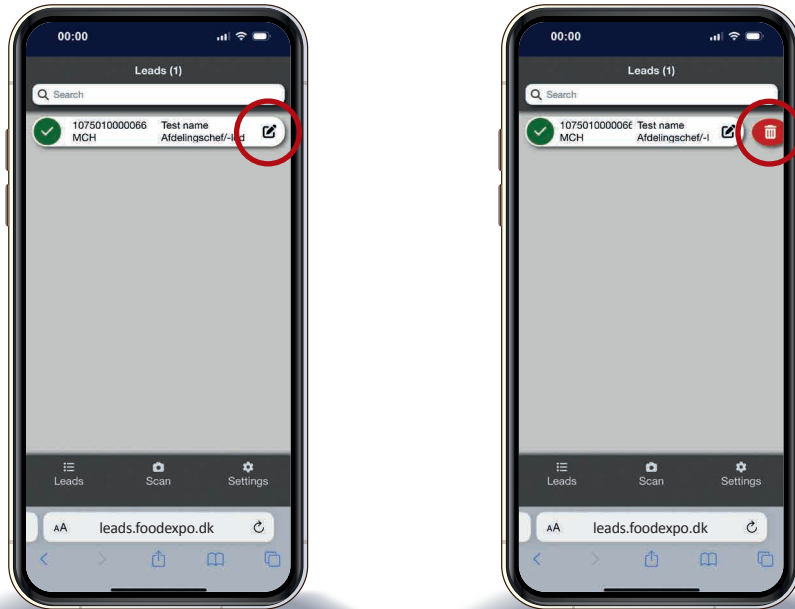 00:00
Leads (1)
Search
1075010000066 Test name
MCH Afdelingschef/-led
Leads Scan Settings
AA leads.foodexpo.dk
00:00
Leads (1)
Search
1075010000066 Test name
MCH Afdelingschef/-l
Leads Scan Settings
AA leads.foodexpo.dk